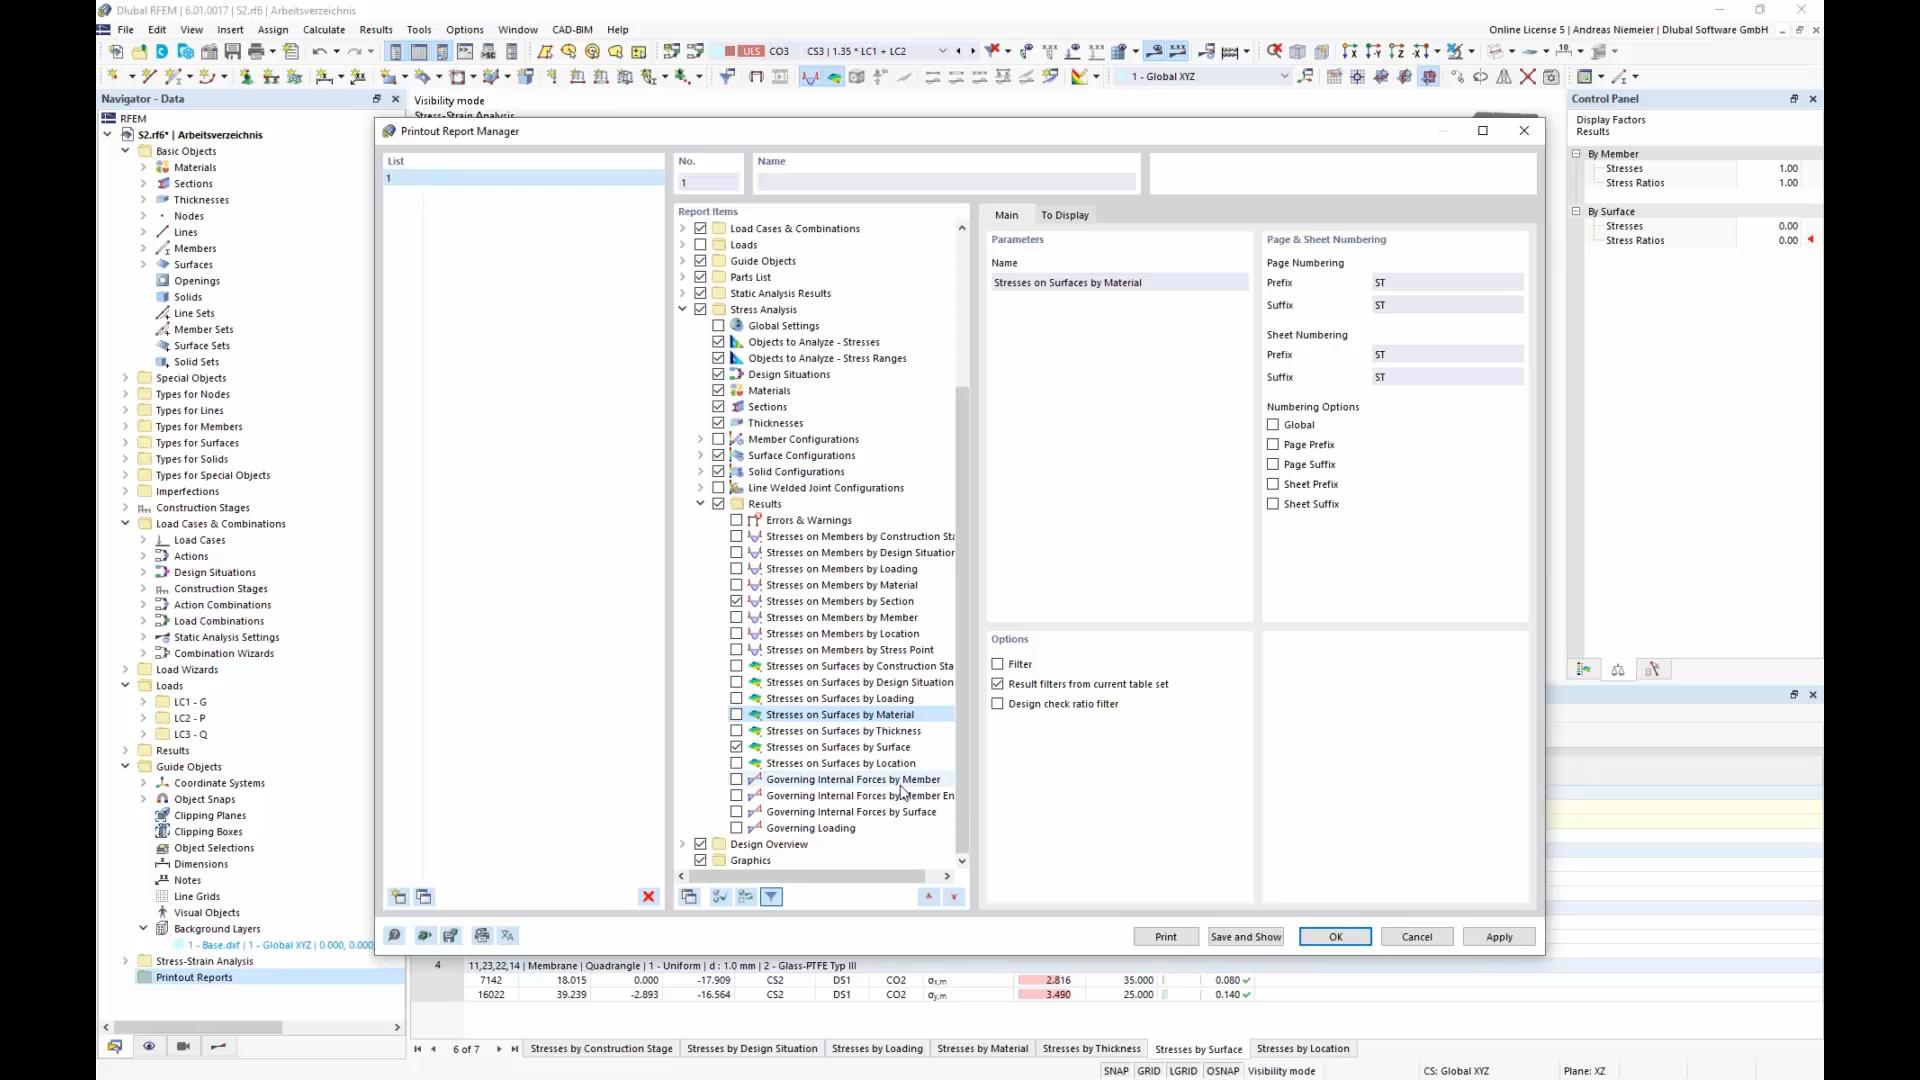 Dlubal RFEM | 6.01.0017 | S2.rf6 | Arbeitsverzeichnis
File Edit View Insert Assign Calculate Results Tools Options Window CAD-BIM Help
Online License 5 | Andreas Niemeier | Dlubal Software GmbH
ULS CO3 CS3 | 1.35 * LC1 + LC2
1 - Global XYZ
Navigator - Data
RFEM
S2.rf6* | Arbeitsverzeichnis
Basic Objects
Materials
Sections
Thicknesses
Nodes
Lines
Members
Surfaces
Openings
Solids
Line Sets
Member Sets
Surface Sets
Solid Sets
Special Objects
Types for Nodes
Types for Lines
Types for Members
Types for Surfaces
Types for Solids
Types for Special Objects
Imperfections
Construction Stages
Load Cases & Combinations
Load Cases
Actions
Design Situations
Construction Stages
Action Combinations
Load Combinations
Static Analysis Settings
Combination Wizards
Load Wizards
Loads
LC1 - G
LC2 - P
LC3 - Q
Results
Guide Objects
Coordinate Systems
Object Snaps
Clipping Planes
Clipping Boxes
Object Selections
Dimensions
Notes
Line Grids
Visual Objects
Background Layers
1 - Base.dxf | 1 - Global XYZ | 0.000, 0.000,
Stress-Strain Analysis
Printout Reports
Visibility mode
Stress-Strain Analysis
Printout Report Manager
List
1
No.
1
Name
Report Items
Load Cases & Combinations
Loads
Guide Objects
Parts List
Static Analysis Results
Stress Analysis
Global Settings
Objects to Analyze - Stresses
Objects to Analyze - Stress Ranges
Design Situations
Materials
Sections
Thicknesses
Member Configurations
Surface Configurations
Solid Configurations
Line Welded Joint Configurations
Results
Errors & Warnings
Stresses on Members by Construction Sta
Stresses on Members by Design Situation
Stresses on Members by Loading
Stresses on Members by Material
Stresses on Members by Section
Stresses on Members by Member
Stresses on Members by Location
Stresses on Members by Stress Point
Stresses on Surfaces by Construction Sta
Stresses on Surfaces by Design Situation
Stresses on Surfaces by Loading
Stresses on Surfaces by Material
Stresses on Surfaces by Thickness
Stresses on Surfaces by Surface
Stresses on Surfaces by Location
Governing Internal Forces by Member
Governing Internal Forces by Member En
Governing Internal Forces by Surface
Governing Loading
Design Overview
Graphics
Main To Display
Parameters
Name
Stresses on Surfaces by Material
Page & Sheet Numbering
Page Numbering
Prefix ST
Suffix ST
Sheet Numbering
Prefix ST
Suffix ST
Numbering Options
Global
Page Prefix
Page Suffix
Sheet Prefix
Sheet Suffix
Options
Filter
Result filters from current table set
Design check ratio filter
Print Save and Show OK Cancel Apply
Control Panel
Display Factors
Results
By Member
Stresses 1.00
Stress Ratios 1.00
By Surface
Stresses 0.00
Stress Ratios 0.00
4 11,23,22,14 | Membrane | Quadrangle | 1 - Uniform | d : 1.0 mm | 2 - Glass-PTFE Typ III
7142 18.015 0.000 -17.909 CS2 DS1 CO2 σx,m 2.816 35.000 0.080
16022 39.239 -2.893 -16.564 CS2 DS1 CO2 σy,m 3.490 25.000 0.140
6 of 7 Stresses by Construction Stage Stresses by Design Situation Stresses by Loading Stresses by Material Stresses by Thickness Stresses by Surface Stresses by Location
SNAP GRID LGRID OSNAP Visibility mode CS: Global XYZ Plane: XZ